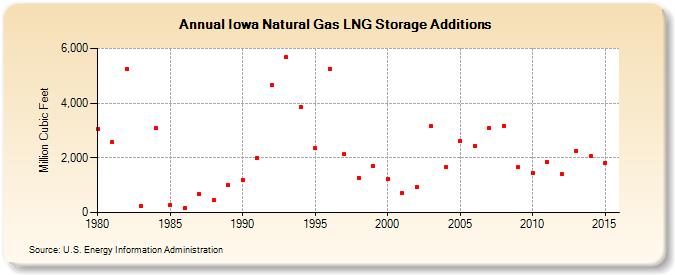 Annual Iowa Natural Gas LNG Storage Additions
Million Cubic Feet
6,000
4,000
2,000
0
1980 1985 1990 1995 2000 2005 2010 2015
Source: U.S. Energy Information Administration